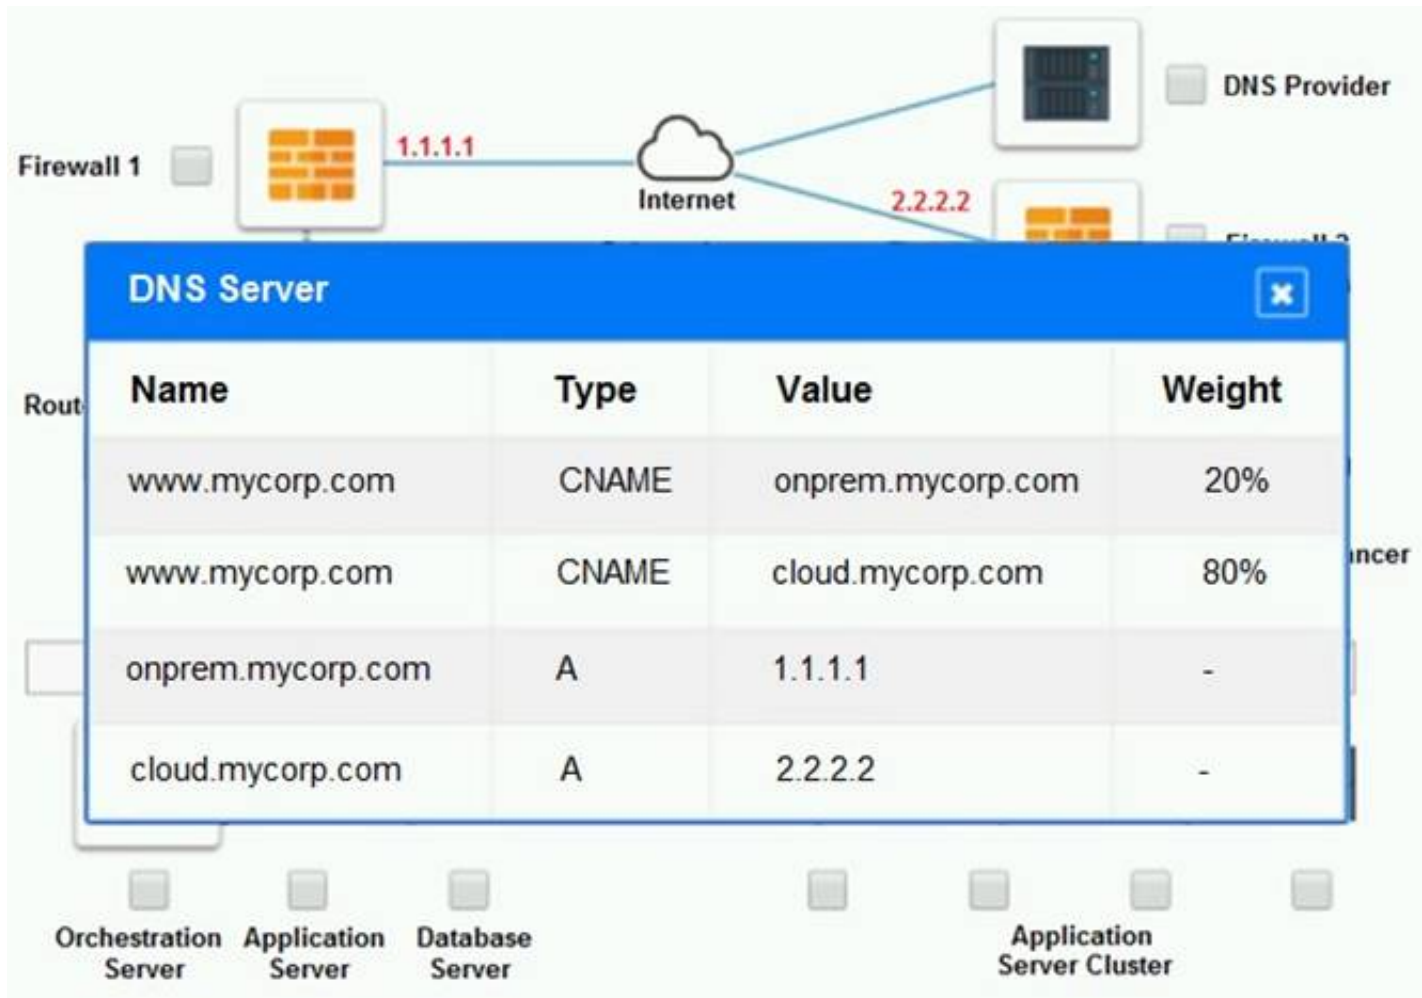 DNS Provider
1.1.1.1
Firewall 1
Internet
2.2.2.2
DNS Server
Name Type Value Weight
www.mycorp.com CNAME onprem.mycorp.com 20%
www.mycorp.com CNAME cloud.mycorp.com 80%
onprem.mycorp.com A 1.1.1.1 -
cloud.mycorp.com A 2.2.2.2 -
Rout
ancer
Orchestration Server
Application Server
Database Server
Application Server Cluster